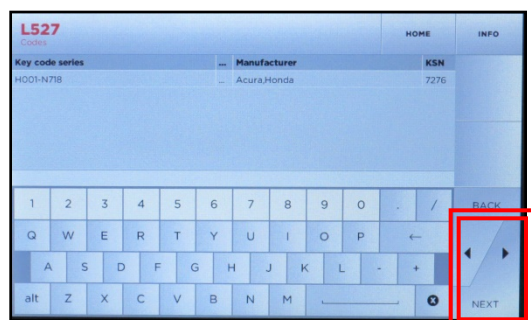 L527
Codes
HOME
INFO
Key code series ... Manufacturer KSN
H001-N718 ... Acura,Honda 7276
1 2 3 4 5 6 7 8 9 0 . / BACK
Q W E R T Y U I O P ←
A S D F G H J K L - +
alt Z X C V B N M NEXT